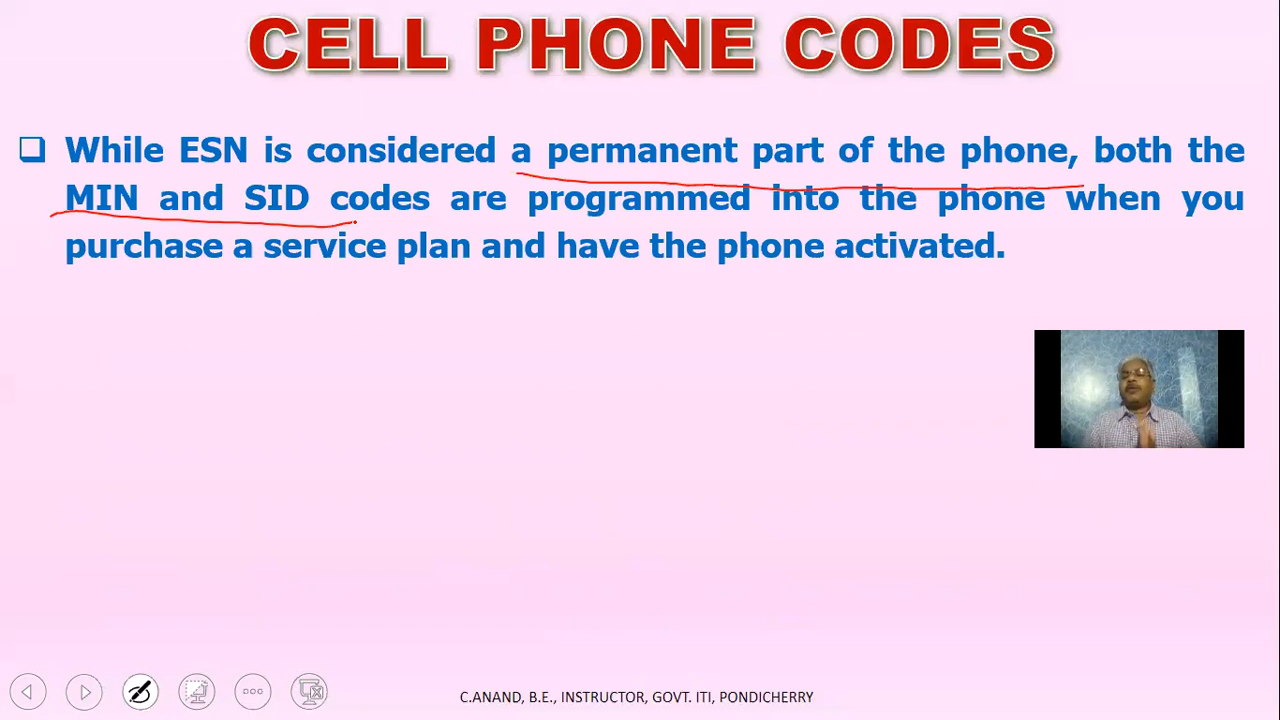 CELL PHONE CODES
While ESN is considered a permanent part of the phone, both the
MIN and SID codes are programmed into the phone when you
purchase a service plan and have the phone activated.
C.ANAND, B.E., INSTRUCTOR, GOVT. ITI, PONDICHERRY